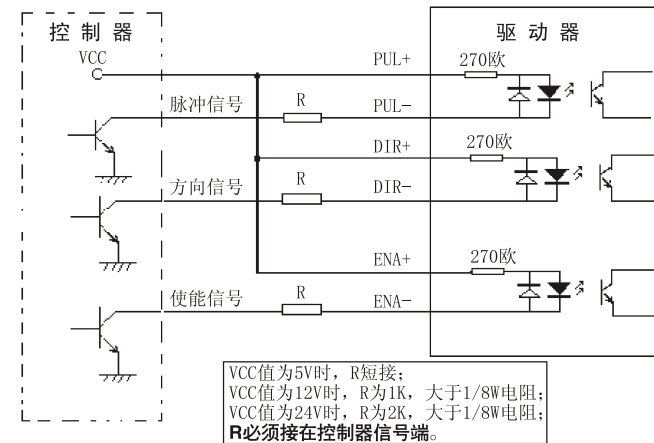 控制器
驱动器
VCC
PUL+
270欧
脉冲信号
R
PUL-
DIR+
270欧
方向信号
R
DIR-
ENA+
270欧
使能信号
R
ENA-
VCC值为5V时，R短接；
VCC值为12V时，R为1K，大于1/8W电阻；
VCC值为24V时，R为2K，大于1/8W电阻；
R必须接在控制器信号端。